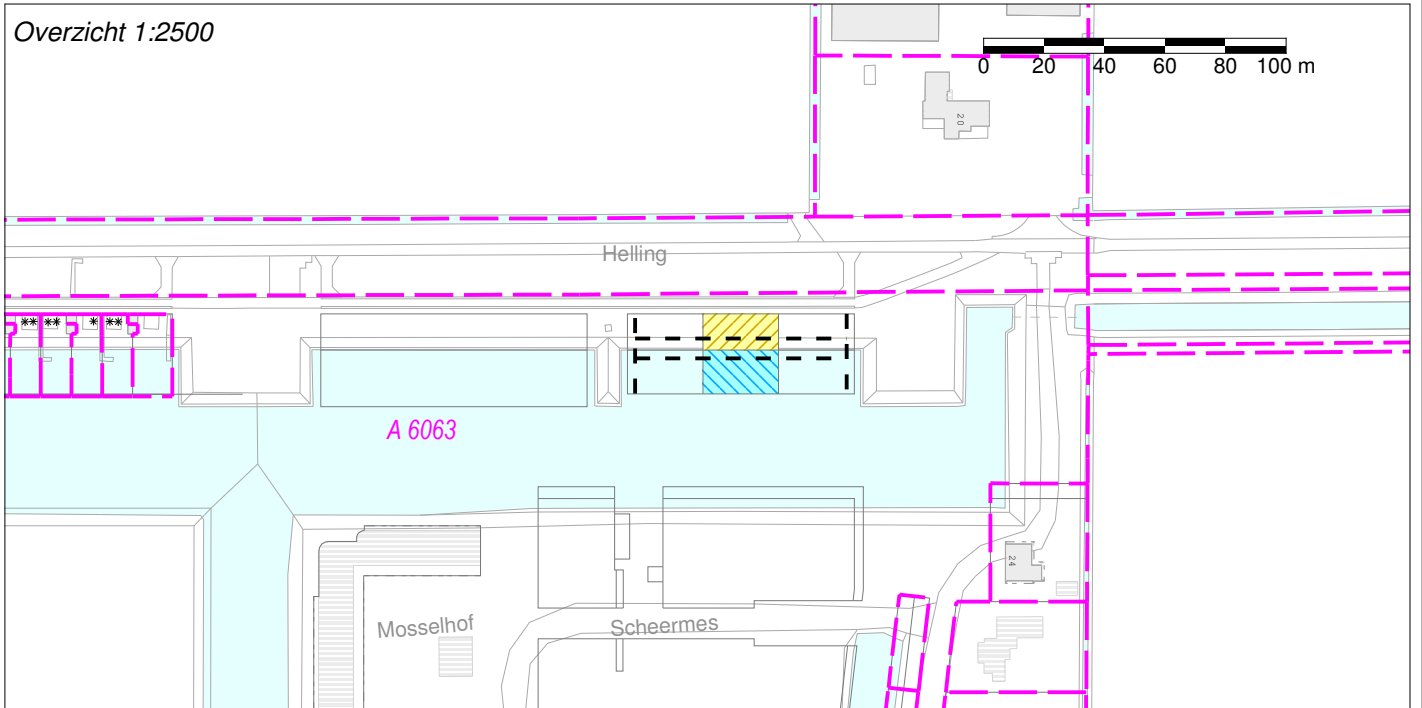 Overzicht 1:2500
0 20 40 60 80 100 m
20
Helling
** ** * **
A 6063
24
Mosselhof
Scheermes